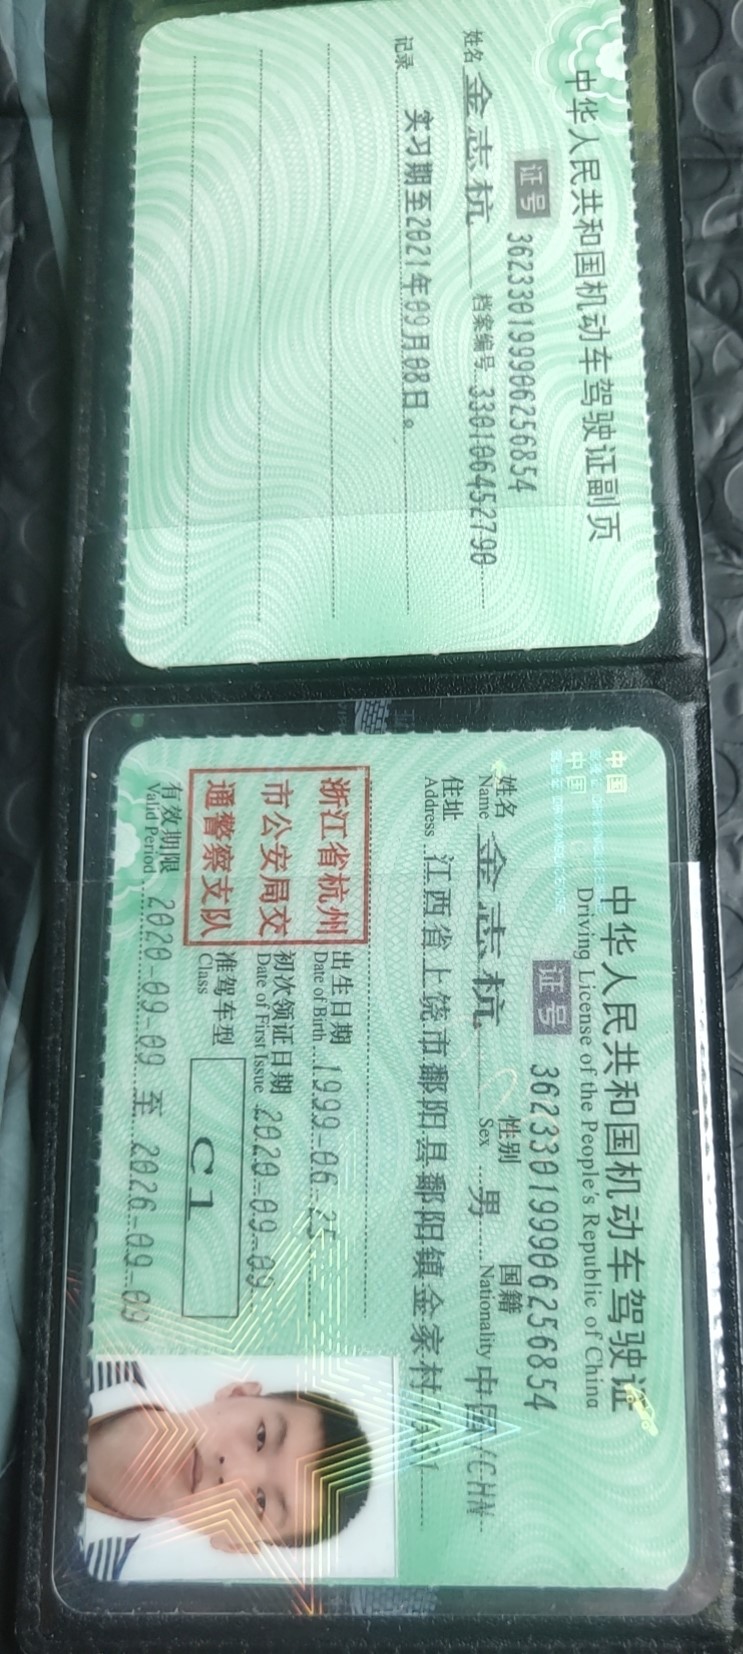 中华人民共和国机动车驾驶证副页
证号 362330199906256854
姓名 金志杭 档案编号 330106452790
记录 实习期至2021年09月08日。
中国
中国
中华人民共和国机动车驾驶证
Driving License of the People's Republic of China
证号 362330199906256854
姓名 金志杭 性别 男 国籍 中国/CHN
Name Sex Nationality
住址 江西省上饶市鄱阳县鄱阳镇金家村
Address
浙江省杭州
市公安局交
通警察支队
出生日期 1999-06-25
Date of Birth
初次领证日期 2020-09-09
Date of First Issue
准驾车型 C1
Class
有效期限 2020-09-09 至 2026-09-09
Valid Period